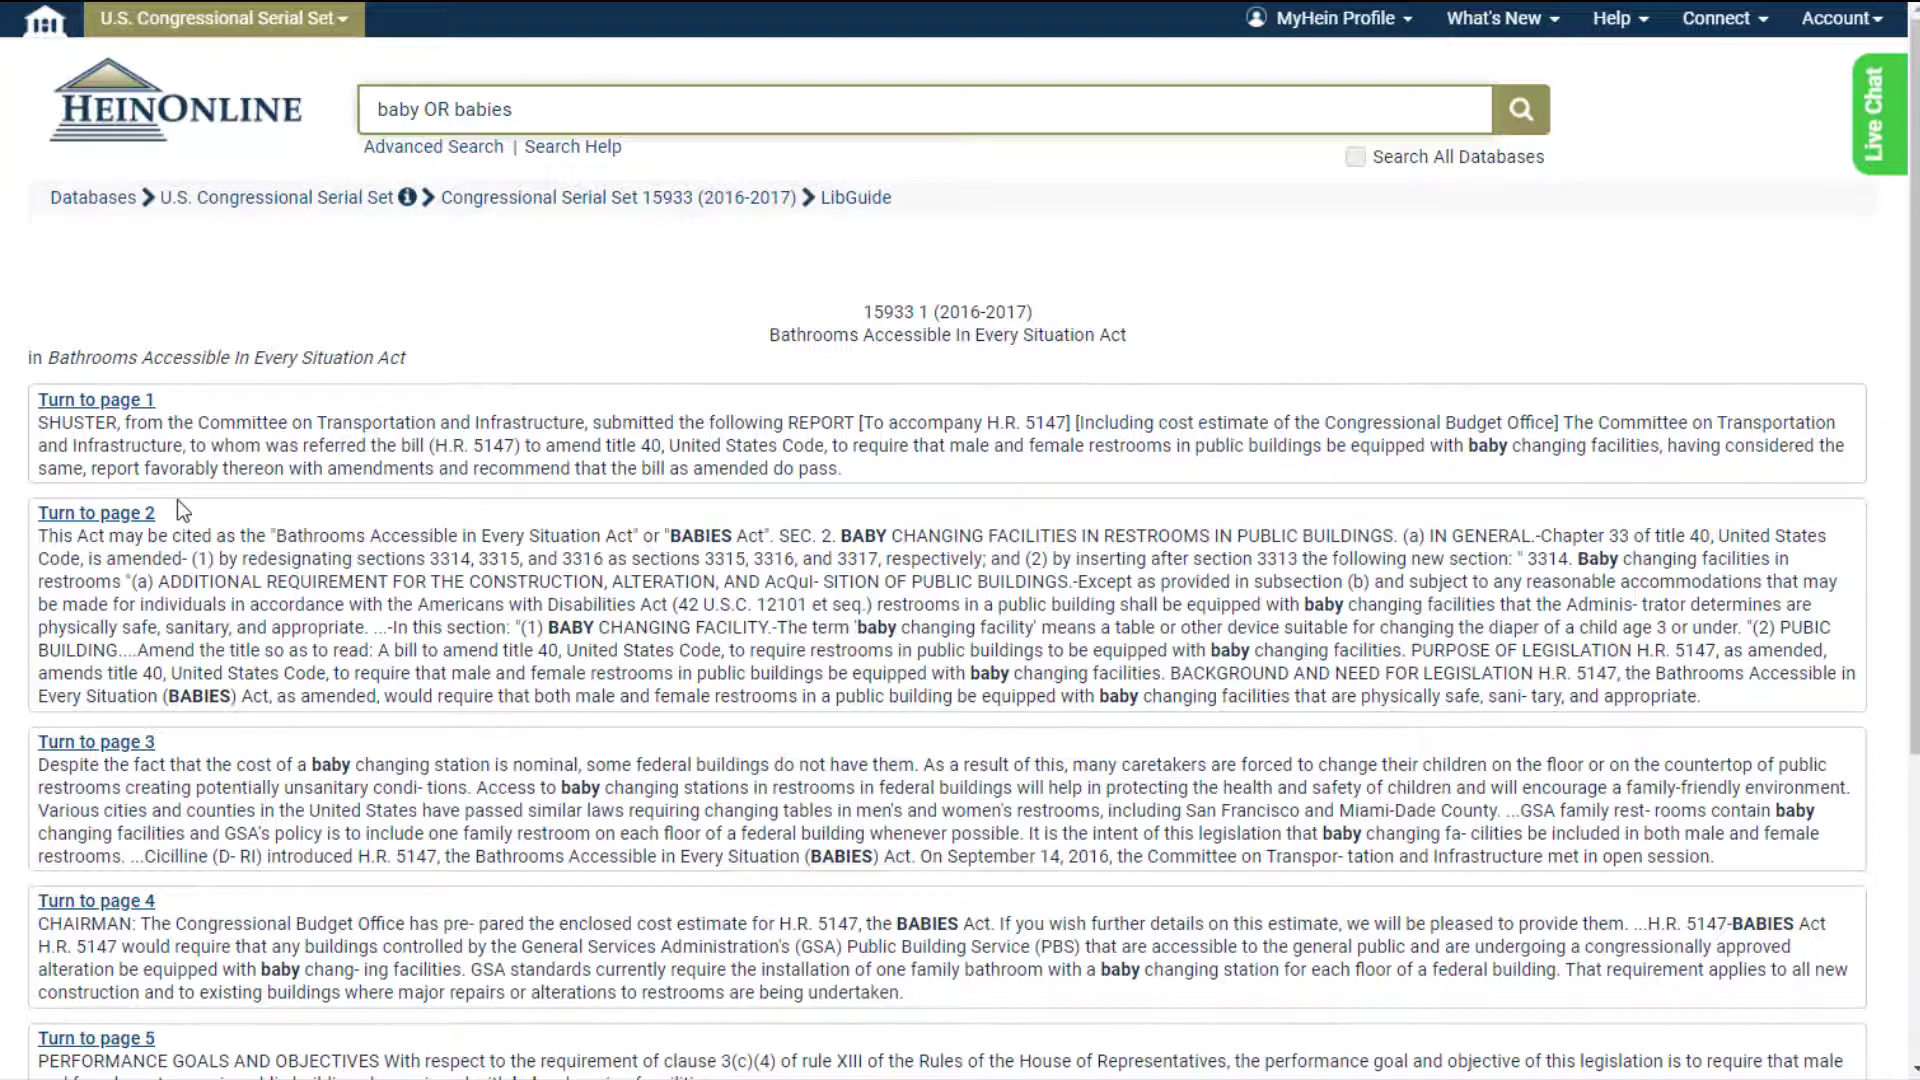 U.S. Congressional Serial Set
MyHein Profile
What's New
Help
Connect
Account
Live Chat
HEINONLINE
baby OR babies
Advanced Search | Search Help
Search All Databases
Databases U.S. Congressional Serial Set Congressional Serial Set 15933 (2016-2017) LibGuide
15933 1 (2016-2017)
Bathrooms Accessible In Every Situation Act
in Bathrooms Accessible In Every Situation Act
Turn to page 1
SHUSTER, from the Committee on Transportation and Infrastructure, submitted the following REPORT [To accompany H.R. 5147] [Including cost estimate of the Congressional Budget Office] The Committee on Transportation
and Infrastructure, to whom was referred the bill (H.R. 5147) to amend title 40, United States Code, to require that male and female restrooms in public buildings be equipped with baby changing facilities, having considered the
same, report favorably thereon with amendments and recommend that the bill as amended do pass.
Turn to page 2
This Act may be cited as the "Bathrooms Accessible in Every Situation Act" or "BABIES Act". SEC. 2. BABY CHANGING FACILITIES IN RESTROOMS IN PUBLIC BUILDINGS. (a) IN GENERAL.-Chapter 33 of title 40, United States
Code, is amended- (1) by redesignating sections 3314, 3315, and 3316 as sections 3315, 3316, and 3317, respectively; and (2) by inserting after section 3313 the following new section: " 3314. Baby changing facilities in
restrooms "(a) ADDITIONAL REQUIREMENT FOR THE CONSTRUCTION, ALTERATION, AND AcQui- SITION OF PUBLIC BUILDINGS.-Except as provided in subsection (b) and subject to any reasonable accommodations that may
be made for individuals in accordance with the Americans with Disabilities Act (42 U.S.C. 12101 et seq.) restrooms in a public building shall be equipped with baby changing facilities that the Adminis- trator determines are
physically safe, sanitary, and appropriate. ...-In this section: "(1) BABY CHANGING FACILITY.-The term 'baby changing facility' means a table or other device suitable for changing the diaper of a child age 3 or under. "(2) PUBIC
BUILDING....Amend the title so as to read: A bill to amend title 40, United States Code, to require restrooms in public buildings to be equipped with baby changing facilities. PURPOSE OF LEGISLATION H.R. 5147, as amended,
amends title 40, United States Code, to require that male and female restrooms in public buildings be equipped with baby changing facilities. BACKGROUND AND NEED FOR LEGISLATION H.R. 5147, the Bathrooms Accessible in
Every Situation (BABIES) Act, as amended, would require that both male and female restrooms in a public building be equipped with baby changing facilities that are physically safe, sani- tary, and appropriate.
Turn to page 3
Despite the fact that the cost of a baby changing station is nominal, some federal buildings do not have them. As a result of this, many caretakers are forced to change their children on the floor or on the countertop of public
restrooms creating potentially unsanitary condi- tions. Access to baby changing stations in restrooms in federal buildings will help in protecting the health and safety of children and will encourage a family-friendly environment.
Various cities and counties in the United States have passed similar laws requiring changing tables in men's and women's restrooms, including San Francisco and Miami-Dade County. ...GSA family rest- rooms contain baby
changing facilities and GSA's policy is to include one family restroom on each floor of a federal building whenever possible. It is the intent of this legislation that baby changing fa- cilities be included in both male and female
restrooms. ...Cicilline (D- RI) introduced H.R. 5147, the Bathrooms Accessible in Every Situation (BABIES) Act. On September 14, 2016, the Committee on Transpor- tation and Infrastructure met in open session.
Turn to page 4
CHAIRMAN: The Congressional Budget Office has pre- pared the enclosed cost estimate for H.R. 5147, the BABIES Act. If you wish further details on this estimate, we will be pleased to provide them. ...H.R. 5147-BABIES Act
H.R. 5147 would require that any buildings controlled by the General Services Administration's (GSA) Public Building Service (PBS) that are accessible to the general public and are undergoing a congressionally approved
alteration be equipped with baby chang- ing facilities. GSA standards currently require the installation of one family bathroom with a baby changing station for each floor of a federal building. That requirement applies to all new
construction and to existing buildings where major repairs or alterations to restrooms are being undertaken.
Turn to page 5
PERFORMANCE GOALS AND OBJECTIVES With respect to the requirement of clause 3(c)(4) of rule XIII of the Rules of the House of Representatives, the performance goal and objective of this legislation is to require that male